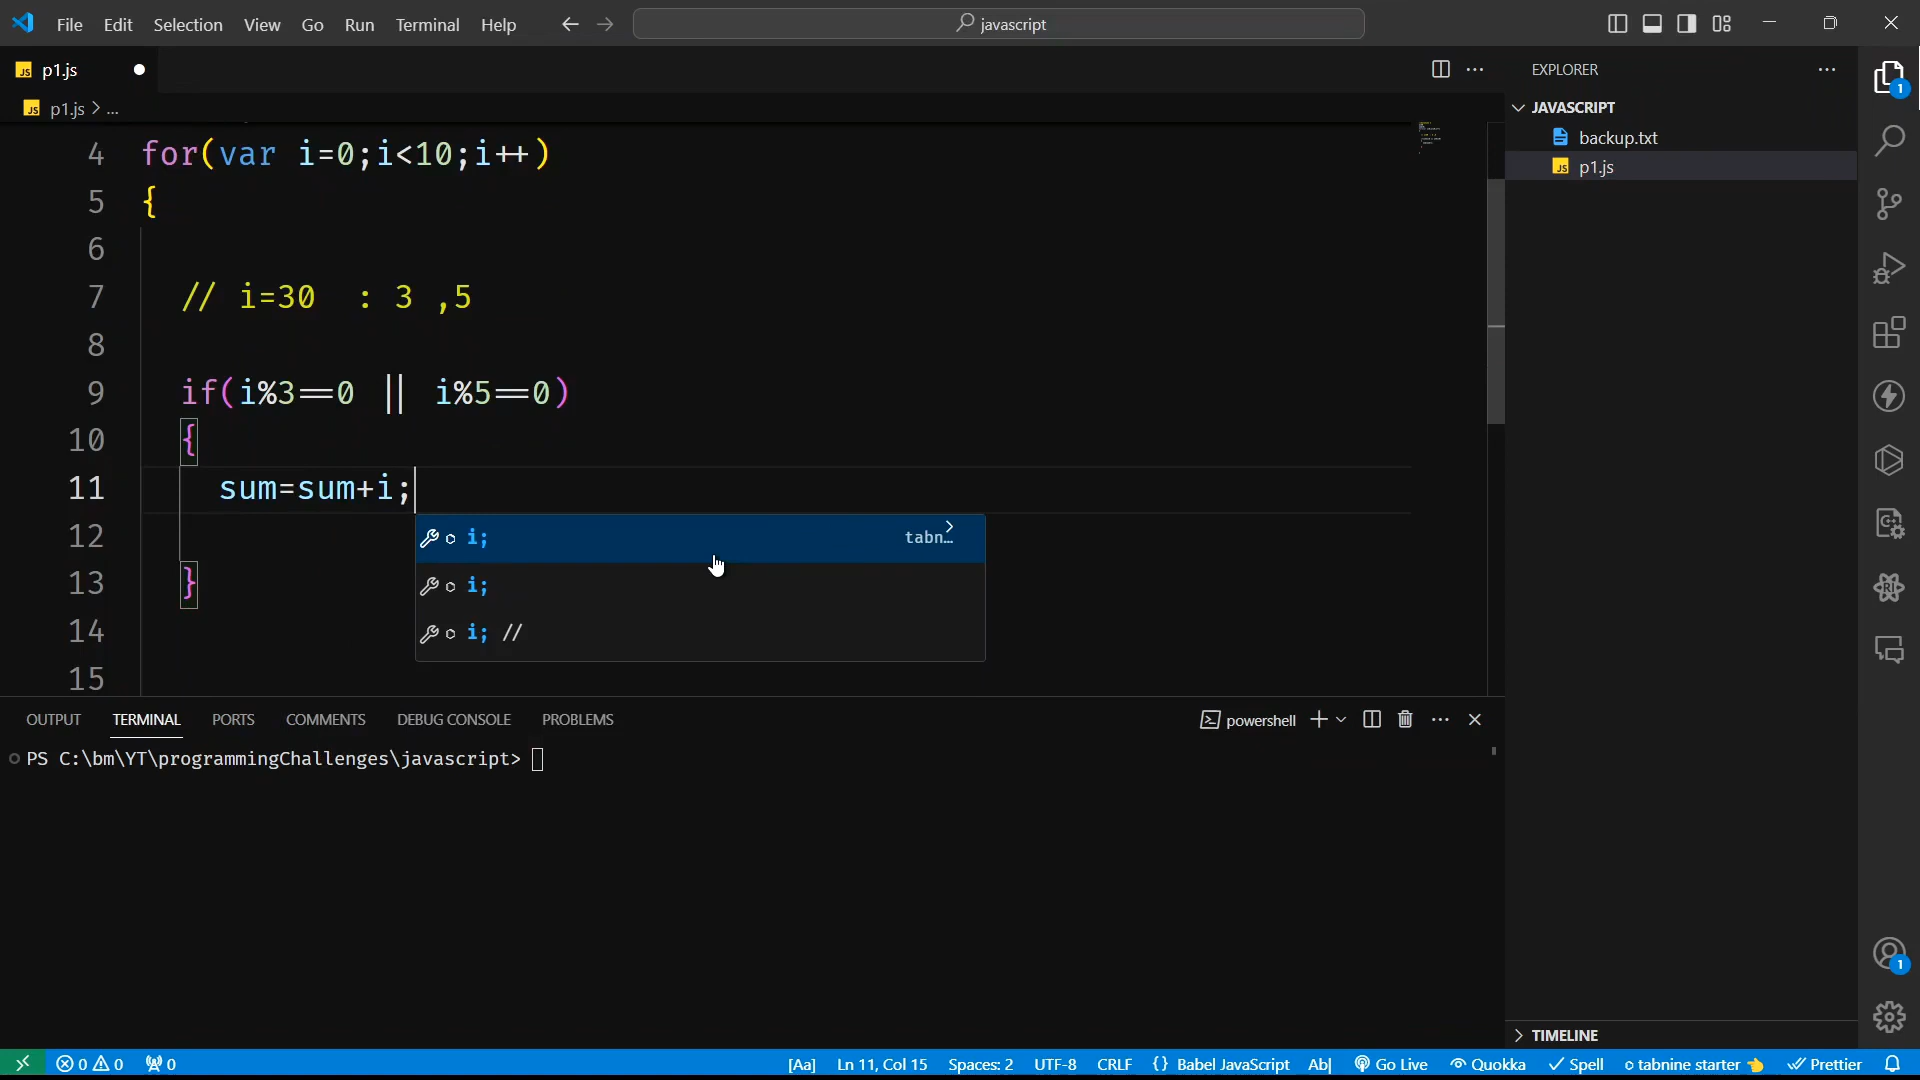 File Edit Selection View Go Run Terminal Help javascript
p1.js
p1.js > ...
4 for(var i=0;i<10;i++)
5 {
6
7 // i=30 : 3 ,5
8
9 if(i%3==0 || i%5==0)
10 {
11 sum=sum+i;
12 i; tabn…
13 } i;
14 i; //
15
EXPLORER
JAVASCRIPT
backup.txt
JS p1.js
1
TIMELINE
1
OUTPUT TERMINAL PORTS COMMENTS DEBUG CONSOLE PROBLEMS powershell
PS C:\bm\YT\programmingChallenges\javascript>
0 0 0 [Aa] Ln 11, Col 15 Spaces: 2 UTF-8 CRLF {} Babel JavaScript Ab| Go Live Quokka Spell tabnine starter Prettier